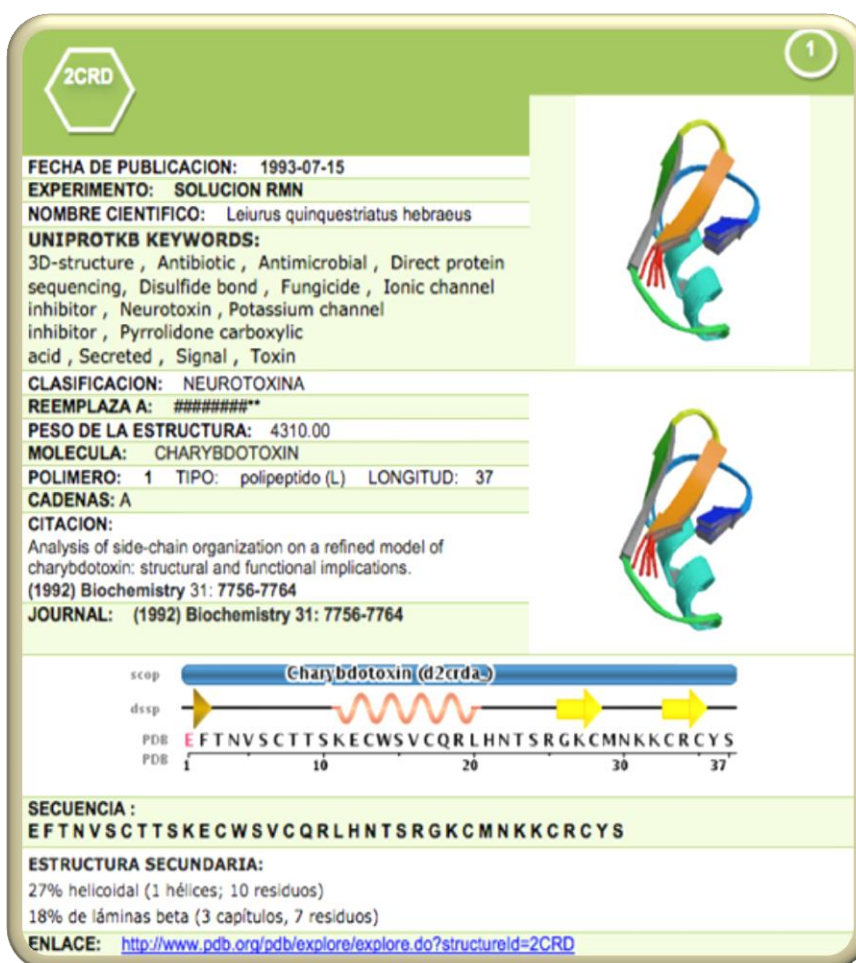 2CRD
1
FECHA DE PUBLICACION: 1993-07-15
EXPERIMENTO: SOLUCION RMN
NOMBRE CIENTIFICO: Leiurus quinquestriatus hebraeus
UNIPROTKB KEYWORDS:
3D-structure , Antibiotic , Antimicrobial , Direct protein
sequencing, Disulfide bond , Fungicide , Ionic channel
inhibitor , Neurotoxin , Potassium channel
inhibitor , Pyrrolidone carboxylic
acid , Secreted , Signal , Toxin
CLASIFICACION: NEUROTOXINA
REEMPLAZA A: ########**
PESO DE LA ESTRUCTURA: 4310.00
MOLECULA: CHARYBDOTOXIN
POLIMERO: 1 TIPO: polipeptido (L) LONGITUD: 37
CADENAS: A
CITACION:
Analysis of side-chain organization on a refined model of
charybdotoxin: structural and functional implications.
(1992) Biochemistry 31: 7756-7764
JOURNAL: (1992) Biochemistry 31: 7756-7764
scop Charybdotoxin (d2crda_)
dssp
PDB EFTNVSCTTSKECWSVCQRLHNTSRGKCMNKKCRCYS
PDB 1 10 20 30 37
SECUENCIA :
E F T N V S C T T S K E C W S V C Q R L H N T S R G K C M N K K C R C Y S
ESTRUCTURA SECUNDARIA:
27% helicoidal (1 hélices; 10 residuos)
18% de láminas beta (3 capítulos, 7 residuos)
ENLACE: http://www.pdb.org/pdb/explore/explore.do?structureId=2CRD